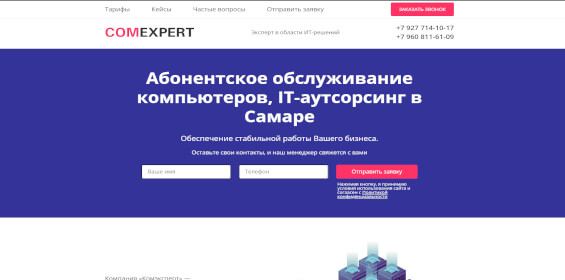 Тарифы Кейсы Частые вопросы Отправить заявку ЗАКАЗАТЬ ЗВОНОК
COMEXPERT Эксперт в области ИТ-решений +7 927 714-10-17
+7 960 811-61-09
Абонентское обслуживание
компьютеров, IT-аутсорсинг в
Самаре
Обеспечение стабильной работы Вашего бизнеса.
Оставьте свои контакты, и наш менеджер свяжется с вами
Ваше имя Телефон Отправить заявку
Нажимая кнопку, я принимаю
условия использования сайта и
согласен с Политикой
конфиденциальности
Компания «Комэксперт» —